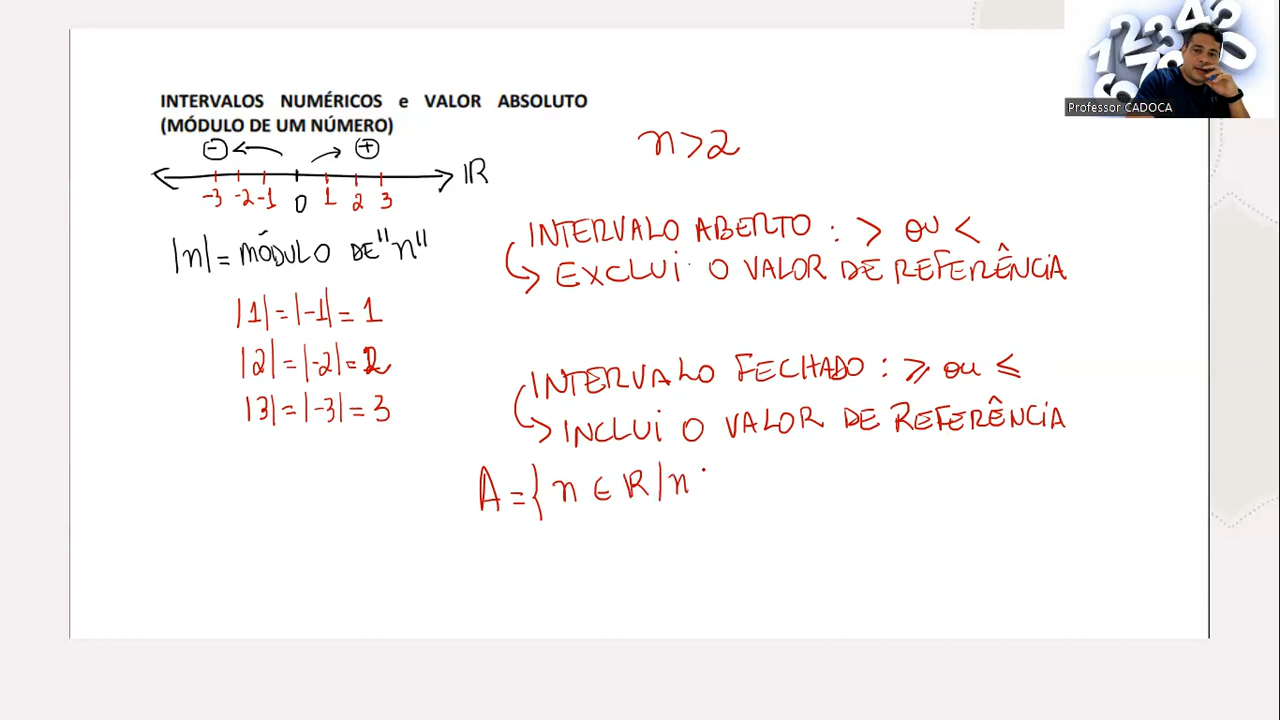 INTERVALOS NUMÉRICOS e VALOR ABSOLUTO
(MÓDULO DE UM NÚMERO)
- +
-3 -2 -1 0 1 2 3 ℝ
|n| = MÓDULO DE "n"
|1| = |-1| = 1
|2| = |-2| = 2
|3| = |-3| = 3
n > 2
INTERVALO ABERTO : > OU <
↳ EXCLUI O VALOR DE REFERÊNCIA
INTERVALO FECHADO : ≥ ou ≤
↳ INCLUI O VALOR DE REFERÊNCIA
A = { n ∈ ℝ | n
Professor CADOCA